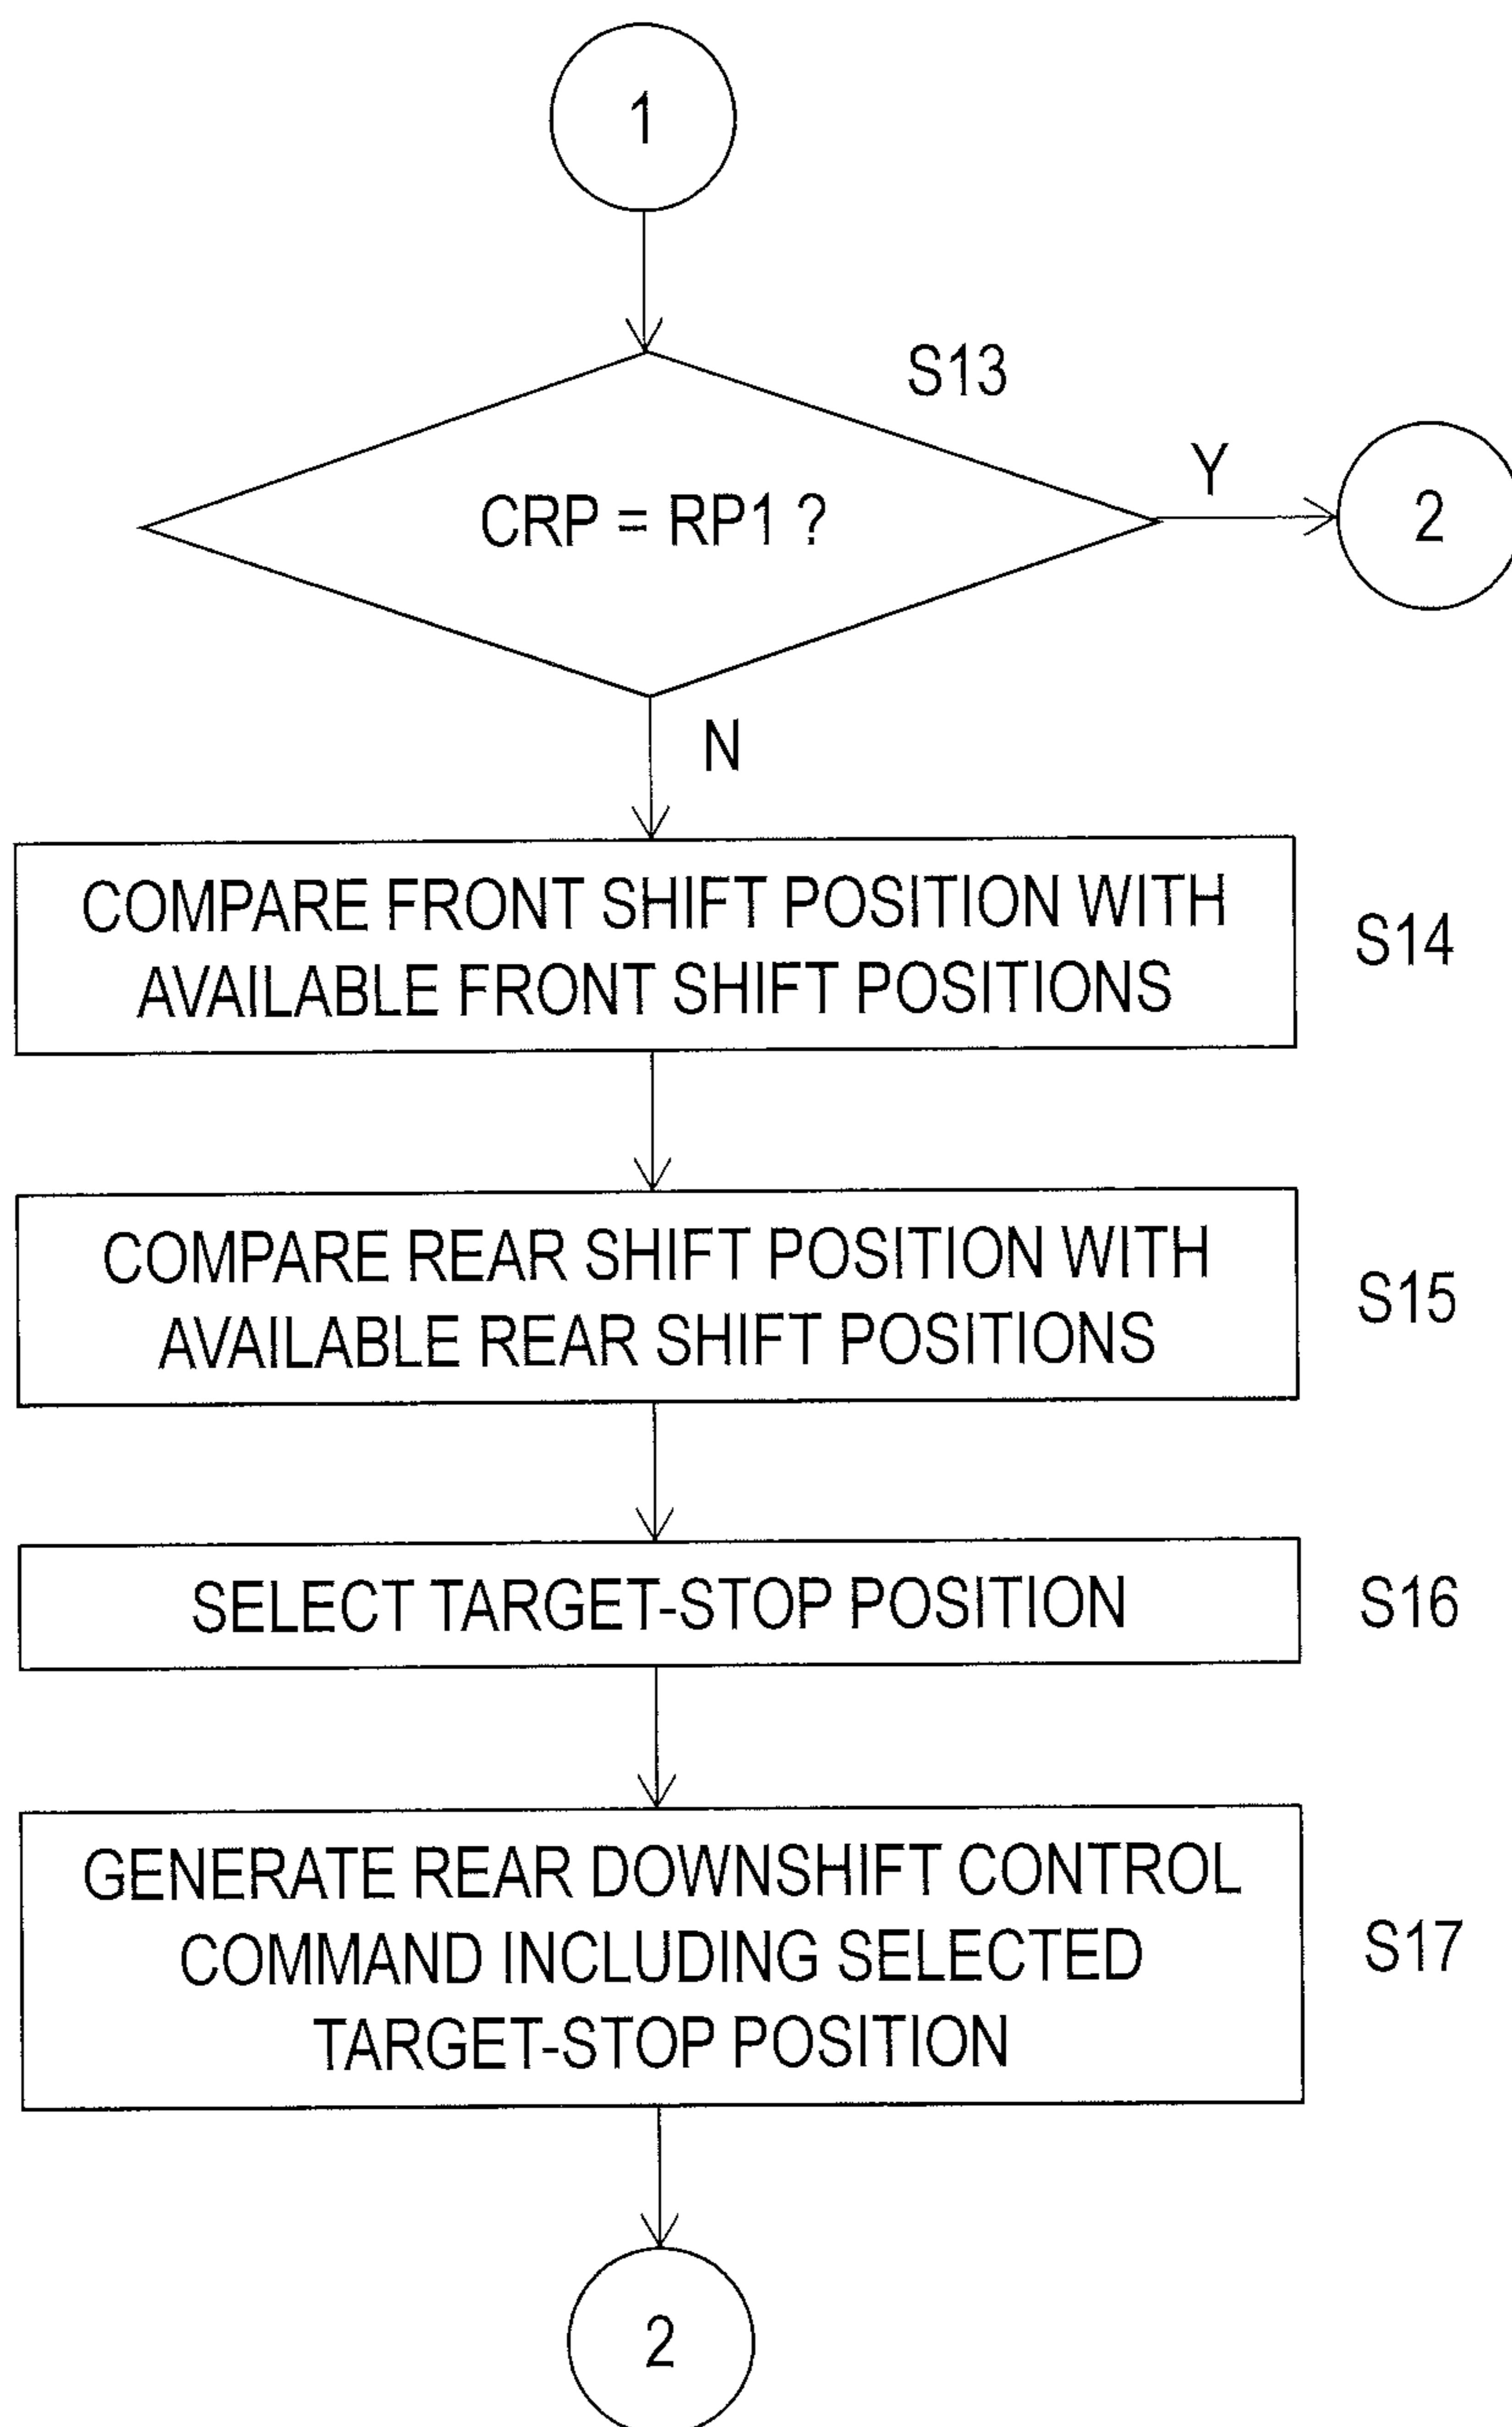 1
S13
CRP = RP1 ?
Y
2
N
COMPARE FRONT SHIFT POSITION WITH
AVAILABLE FRONT SHIFT POSITIONS
S14
COMPARE REAR SHIFT POSITION WITH
AVAILABLE REAR SHIFT POSITIONS
S15
SELECT TARGET-STOP POSITION
S16
GENERATE REAR DOWNSHIFT CONTROL
COMMAND INCLUDING SELECTED
TARGET-STOP POSITION
S17
2